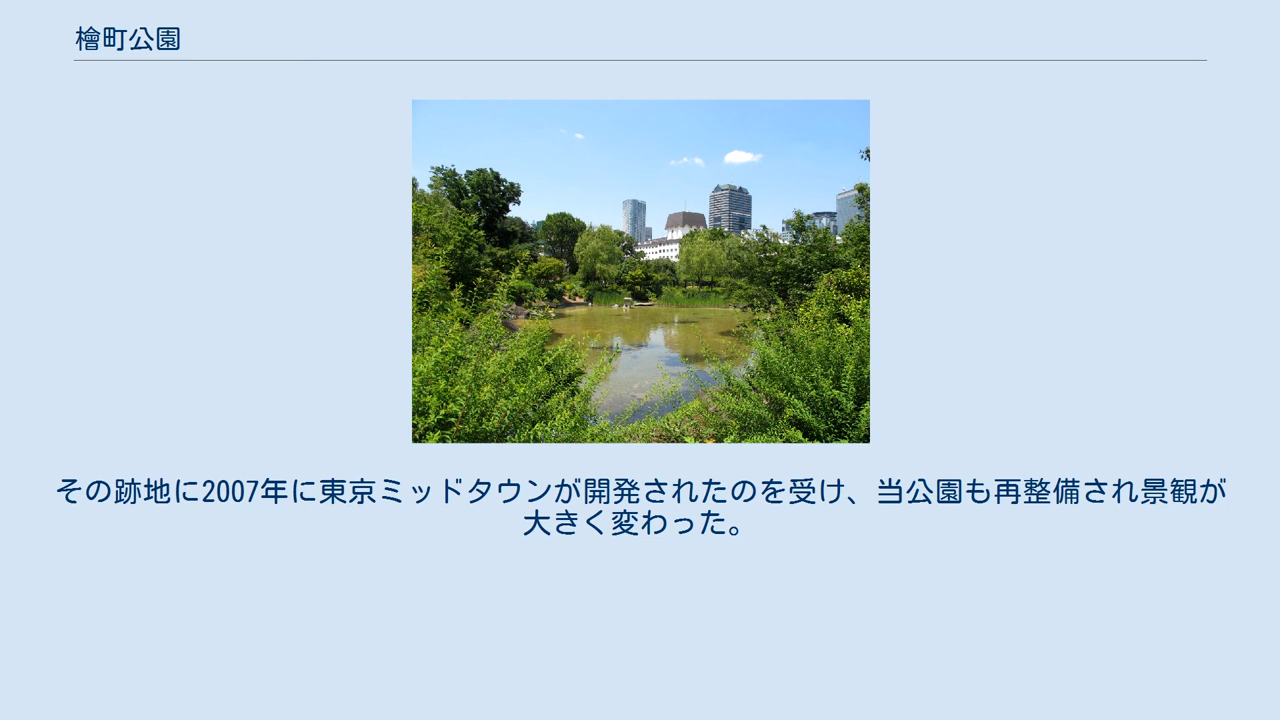 檜町公園
その跡地に2007年に東京ミッドタウンが開発されたのを受け、当公園も再整備され景観が
大きく変わった。